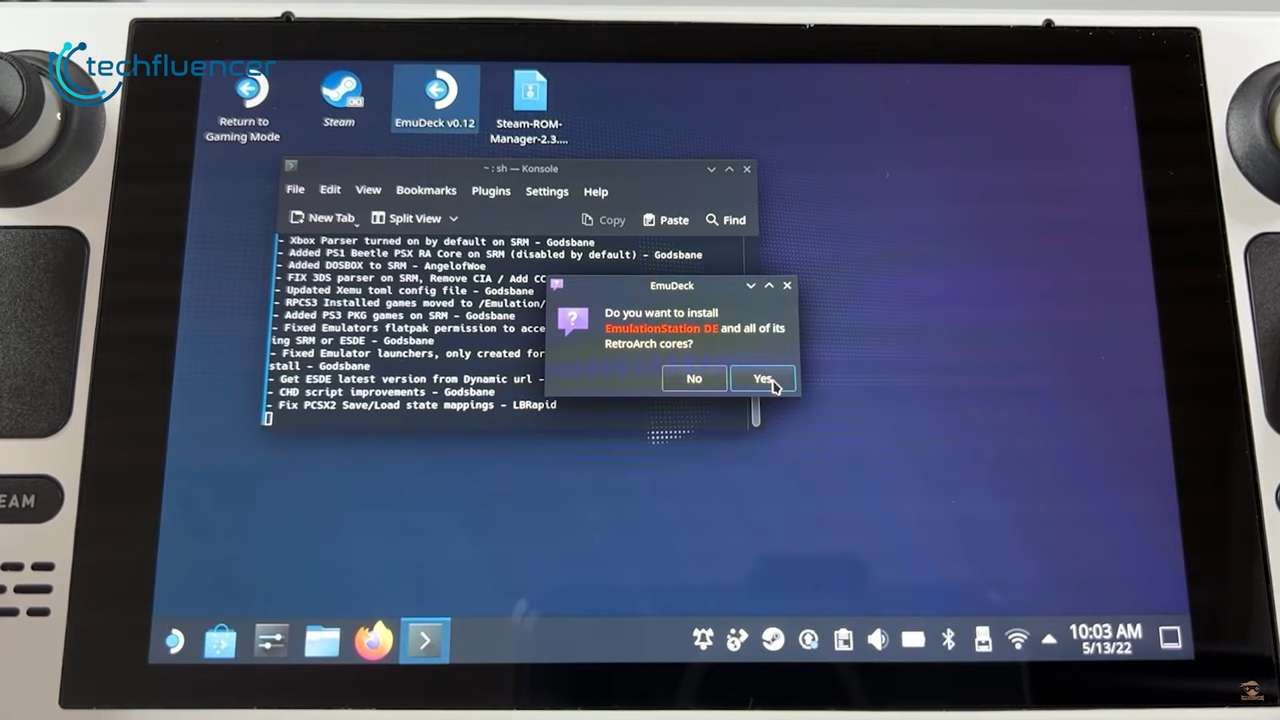 techfluencer
Return to
Gaming Mode
Steam
EmuDeck v0.12
Steam-ROM-
Manager-2.3....
~ : sh — Konsole
File Edit View Bookmarks Plugins Settings Help
New Tab Split View Copy Paste Find
- Xbox Parser turned on by default on SRM - Godsbane
- Added PS1 Beetle PSX RA Core on SRM (disabled by default) - Godsbane
- Added DOSBOX to SRM - AngelofWoe
- FIX 3DS parser on SRM, Remove CIA / Add CC
- Updated Xemu toml config file - Godsbane
- RPCS3 Installed games moved to /Emulation/
- Added PS3 PKG games on SRM - Godsbane
- Fixed Emulators flatpak permission to acce
ing SRM or ESDE - Godsbane
- Fixed Emulator launchers, only created for
stall - Godsbane
- Get ESDE latest version from Dynamic url -
- CHD script improvements - Godsbane
- Fix PCSX2 Save/Load state mappings - LBRapid
EmuDeck
Do you want to install
EmulationStation DE and all of its
RetroArch cores?
No Yes
EAM
10:03 AM
5/13/22